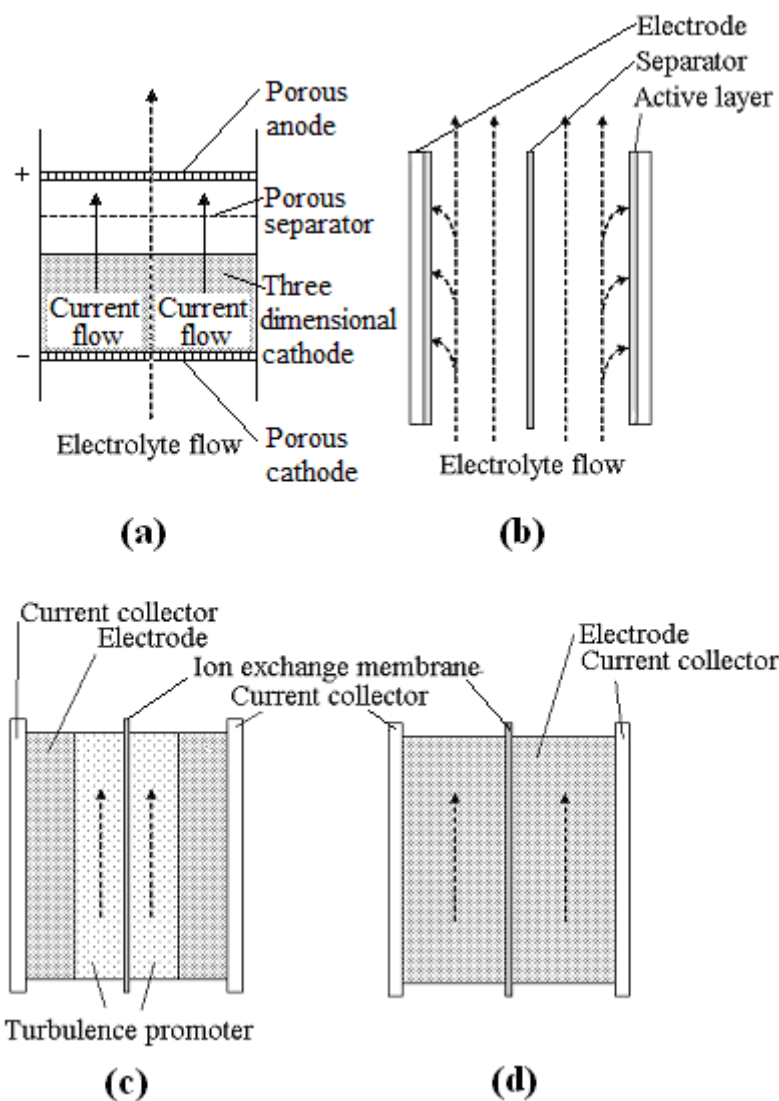 Porous
anode
+
Porous
separator
Three
dimensional
cathode
Current
flow
Current
flow
−
Electrolyte flow
Porous
cathode
(a)
Electrode
Separator
Active layer
Electrolyte flow
(b)
Current collector
Electrode
Ion exchange membrane
Current collector
Turbulence promoter
(c)
Electrode
Current collector
(d)